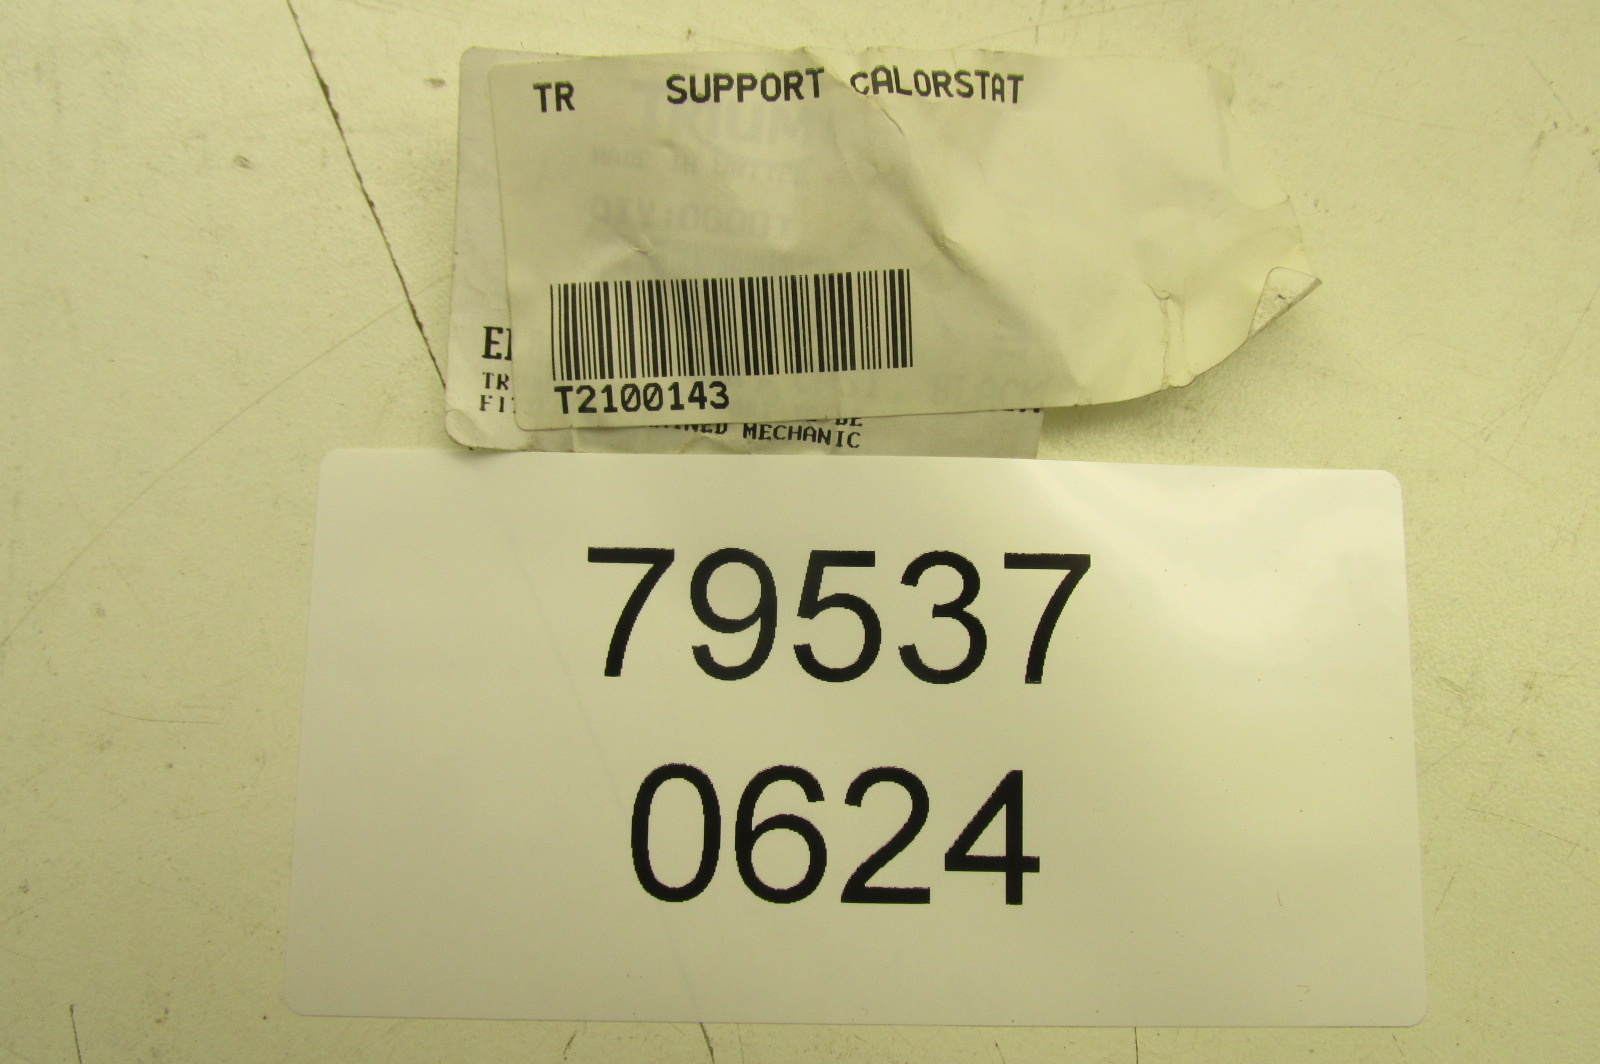 TR SUPPORT CALORSTAT
T2100143
MECHANIC
79537
0624